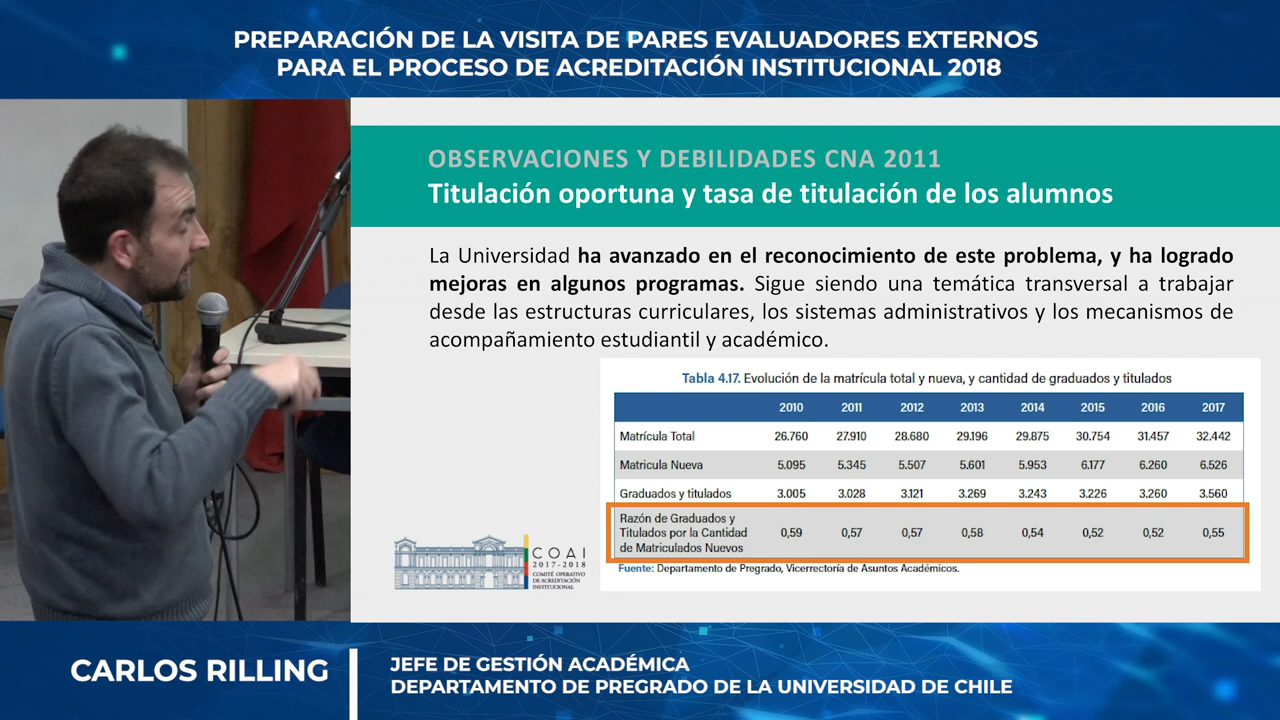 PREPARACIÓN DE LA VISITA DE PARES EVALUADORES EXTERNOS
PARA EL PROCESO DE ACREDITACIÓN INSTITUCIONAL 2018
OBSERVACIONES Y DEBILIDADES CNA 2011
Titulación oportuna y tasa de titulación de los alumnos
La Universidad ha avanzado en el reconocimiento de este problema, y ha logrado
mejoras en algunos programas. Sigue siendo una temática transversal a trabajar
desde las estructuras curriculares, los sistemas administrativos y los mecanismos de
acompañamiento estudiantil y académico.
Tabla 4.17. Evolución de la matrícula total y nueva, y cantidad de graduados y titulados
2010 2011 2012 2013 2014 2015 2016 2017
Matrícula Total 26.760 27.910 28.680 29.196 29.875 30.754 31.457 32.442
Matricula Nueva 5.095 5.345 5.507 5.601 5.953 6.177 6.260 6.526
Graduados y titulados 3.005 3.028 3.121 3.269 3.243 3.226 3.260 3.560
Razón de Graduados y
Titulados por la Cantidad 0,59 0,57 0,57 0,58 0,54 0,52 0,52 0,55
de Matriculados Nuevos
Fuente: Departamento de Pregrado, Vicerrectoría de Asuntos Académicos.
COAI
2017-2018
COMITÉ OPERATIVO
DE ACREDITACIÓN
INSTITUCIONAL
CARLOS RILLING
JEFE DE GESTIÓN ACADÉMICA
DEPARTAMENTO DE PREGRADO DE LA UNIVERSIDAD DE CHILE